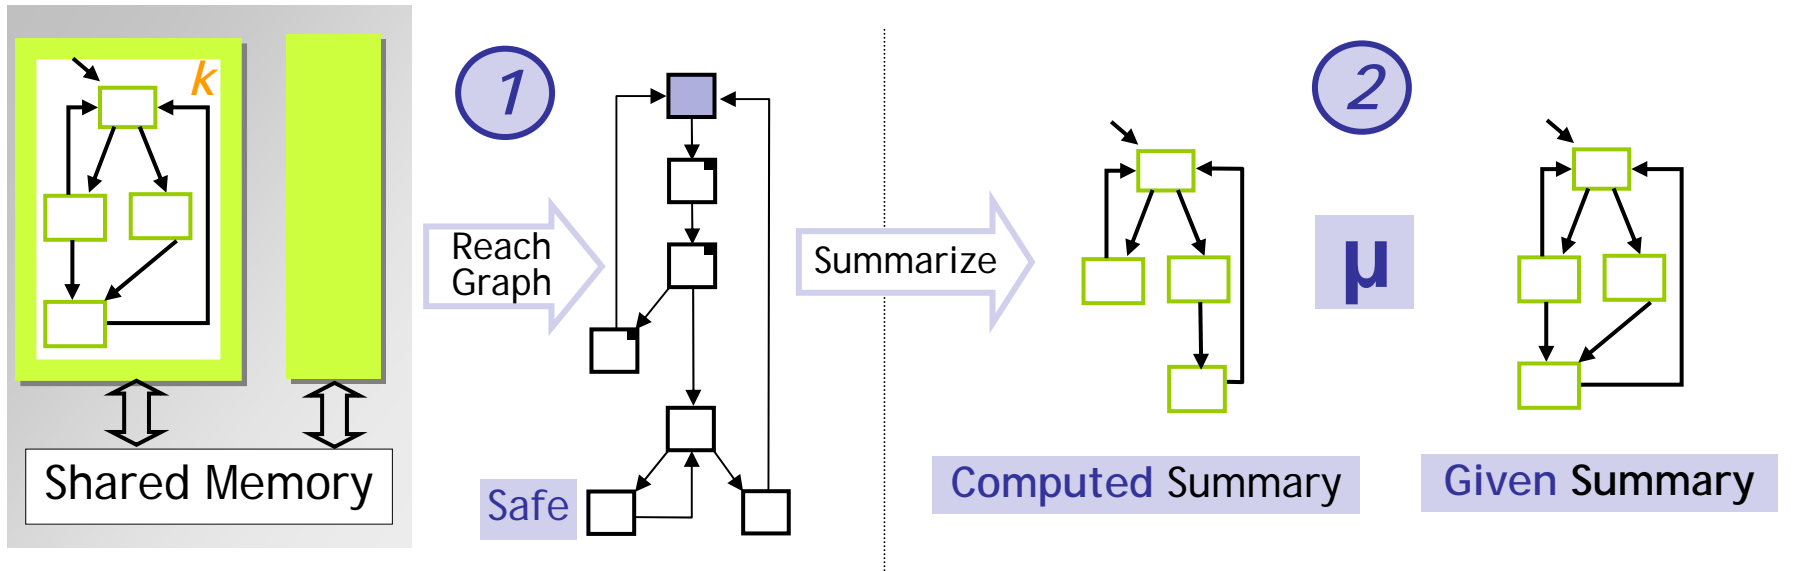 k
Shared Memory
1
Reach
Graph
Safe
Summarize
2
µ
Computed Summary
Given Summary